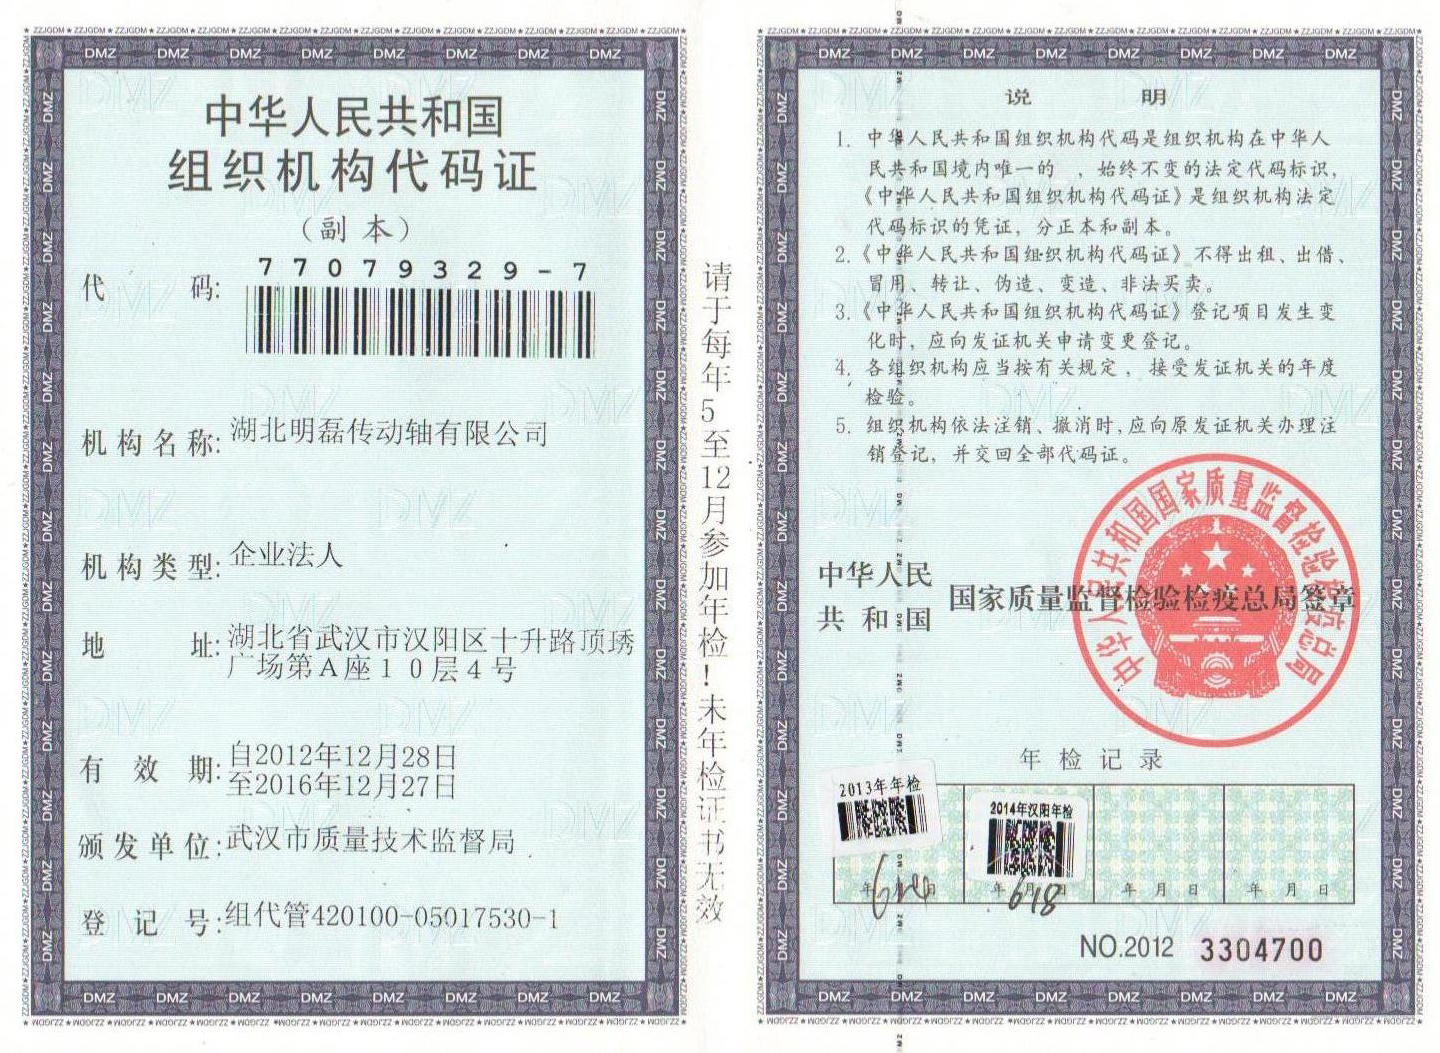 中华人民共和国
组织机构代码证
(副本)
代 码:
77079329-7
机构名称: 湖北明磊传动轴有限公司
机构类型: 企业法人
地 址: 湖北省武汉市汉阳区十升路顶琇
广场第A座10层4号
有 效 期: 自2012年12月28日
至2016年12月27日
颁发单位: 武汉市质量技术监督局
登 记 号: 组代管420100-05017530-1
请于每年5至12月参加年检!未年检证书无效
说 明
1. 中华人民共和国组织机构代码是组织机构在中华人
民共和国境内唯一的 , 始终不变的法定代码标识,
《中华人民共和国组织机构代码证》是组织机构法定
代码标识的凭证, 分正本和副本。
2.《中华人民共和国组织机构代码证》不得出租、出借、
冒用、转让、伪造、变造、非法买卖。
3.《中华人民共和国组织机构代码证》登记项目发生变
化时, 应向发证机关申请变更登记。
4. 各组织机构应当按有关规定, 接受发证机关的年度
检验。
5. 组织机构依法注销、撤消时, 应向原发证机关办理注
销登记, 并交回全部代码证。
中华人民
共和国
国家质量监督检验检疫总局签章
中华人民共和国国家质量监督检验检疫总局
年检记录
2013年年检
2014年汉阳年检
年 月 日
年 月 日
年 月 日
年 月 日
618
NO.2012 3304700
DMZ
ZZJGDM